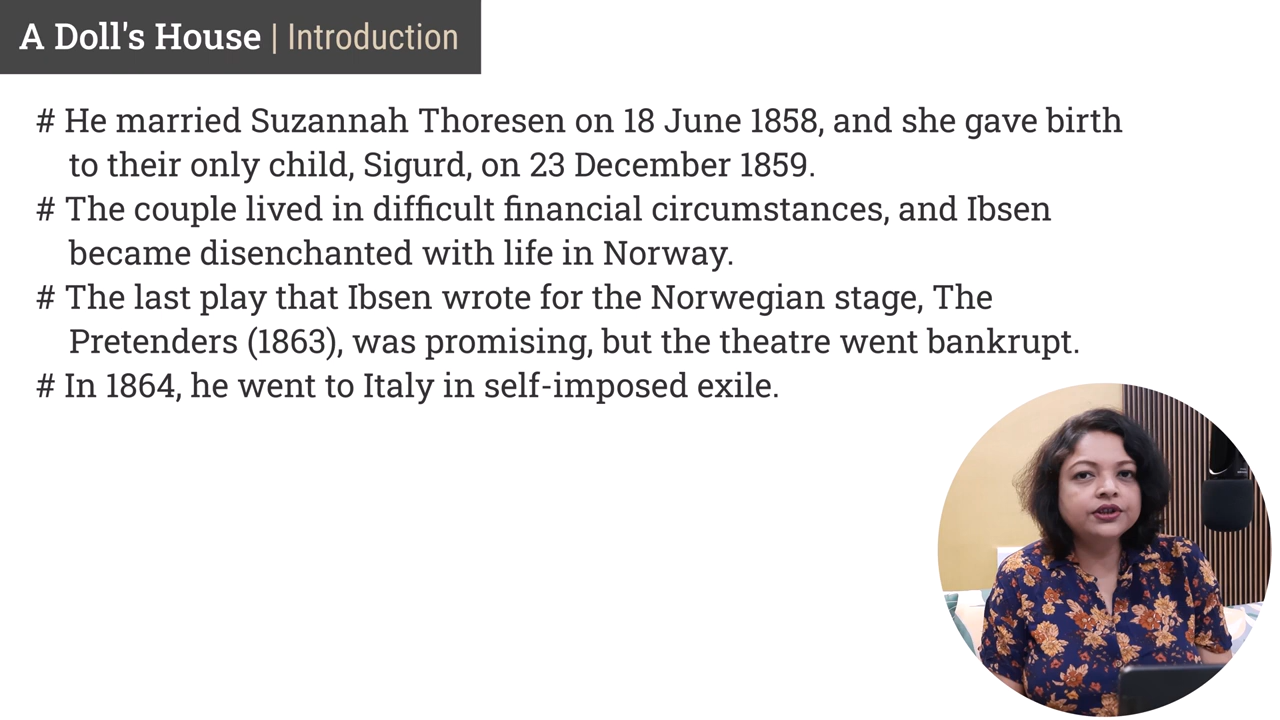 A Doll's House | Introduction
# He married Suzannah Thoresen on 18 June 1858, and she gave birth
to their only child, Sigurd, on 23 December 1859.
# The couple lived in difficult financial circumstances, and Ibsen
became disenchanted with life in Norway.
# The last play that Ibsen wrote for the Norwegian stage, The
Pretenders (1863), was promising, but the theatre went bankrupt.
# In 1864, he went to Italy in self-imposed exile.